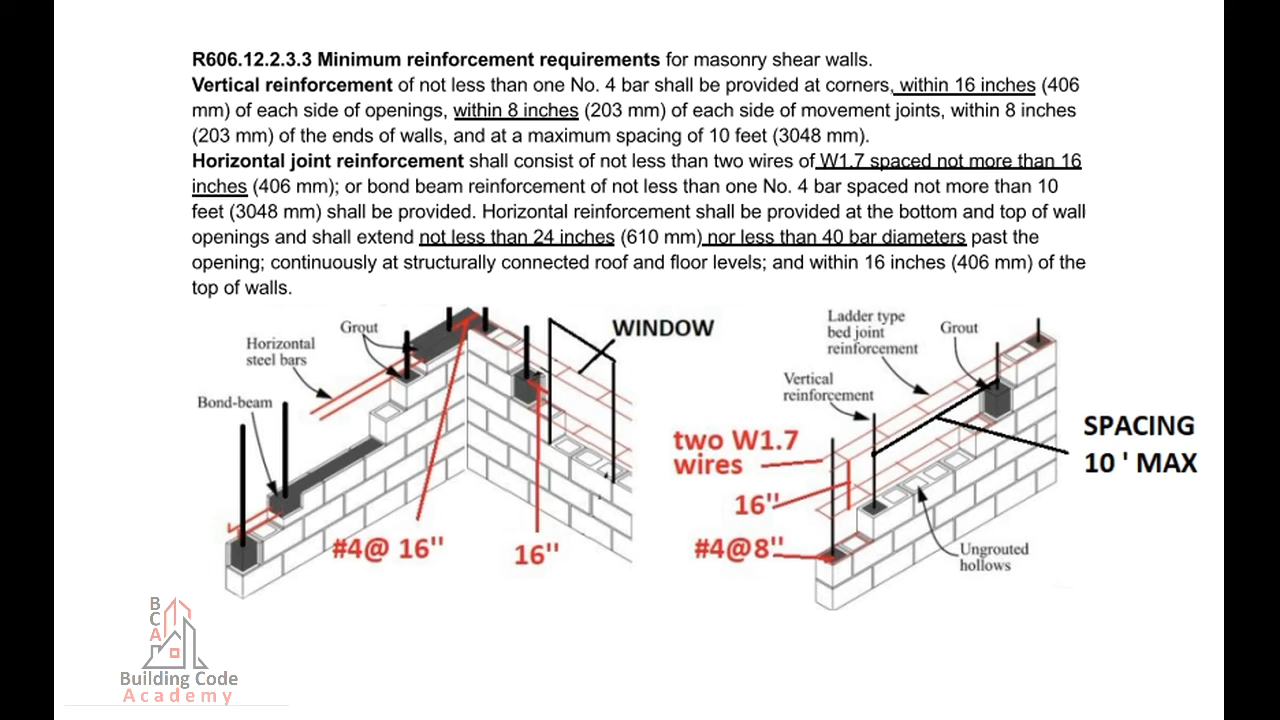 R606.12.2.3.3 Minimum reinforcement requirements for masonry shear walls.
Vertical reinforcement of not less than one No. 4 bar shall be provided at corners, within 16 inches (406
mm) of each side of openings, within 8 inches (203 mm) of each side of movement joints, within 8 inches
(203 mm) of the ends of walls, and at a maximum spacing of 10 feet (3048 mm).
Horizontal joint reinforcement shall consist of not less than two wires of W1.7 spaced not more than 16
inches (406 mm); or bond beam reinforcement of not less than one No. 4 bar spaced not more than 10
feet (3048 mm) shall be provided. Horizontal reinforcement shall be provided at the bottom and top of wall
openings and shall extend not less than 24 inches (610 mm) nor less than 40 bar diameters past the
opening; continuously at structurally connected roof and floor levels; and within 16 inches (406 mm) of the
top of walls.
Grout
Horizontal
steel bars
Bond-beam
WINDOW
#4@ 16"
16"
Ladder type
bed joint
reinforcement
Grout
Vertical
reinforcement
two W1.7
wires
16"
#4@8"
SPACING
10 ' MAX
Ungrouted
hollows
B
C
A
Building Code
Academy